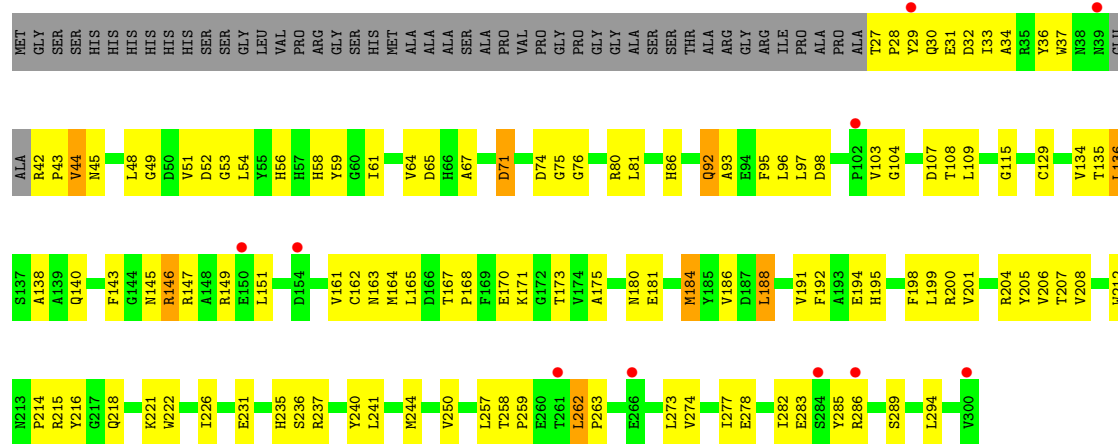 MET GLY SER SER HIS HIS HIS HIS HIS HIS SER SER GLY LEU VAL PRO ARG GLY SER HIS MET ALA ALA ALA SER ALA PRO VAL PRO GLY PRO GLY GLY ALA SER SER THR ALA ARG GLY ARG ILE PRO ALA PRO ALA T27 P28 Y29 Q30 E31 D32 I33 A34 R35 Y36 W37 N38 N39
ALA R42 P43 V44 N45 L48 G49 D50 V51 D52 G53 L54 Y55 H56 H57 H58 Y59 G60 I61 V64 D65 H66 A67 D71 D74 G75 G76 R80 L81 H86 Q92 A93 E94 F95 L96 L97 D98 P102 V103 G104 D107 T108 L109 G115 C129 V134 T135 L136
S137 A138 A139 Q140 F143 G144 N145 R146 R147 A148 R149 E150 L151 D154 V161 C162 N163 M164 L165 D166 T167 P168 F169 E170 K171 G172 T173 V174 A175 N180 E181 M184 Y185 V186 D187 L188 V191 F192 A193 E194 H195 F198 L199 R200 V201 R204 Y205 V206 T207 V208 W212
N213 P214 R215 Y216 G217 Q218 K221 W222 I226 E231 H235 S236 R237 Y240 L241 M244 V250 L257 T258 P259 E260 T261 L262 P263 E266 L273 V274 I277 E278 I282 E283 S284 Y285 R286 S289 L294 V300